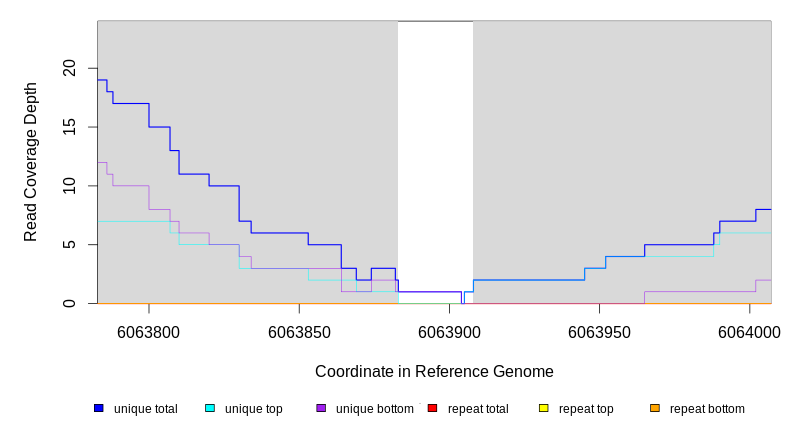 20
15
10
5
0
Read Coverage Depth
6063800 6063850 6063900 6063950 6064000
Coordinate in Reference Genome
unique total unique top unique bottom repeat total repeat top repeat bottom